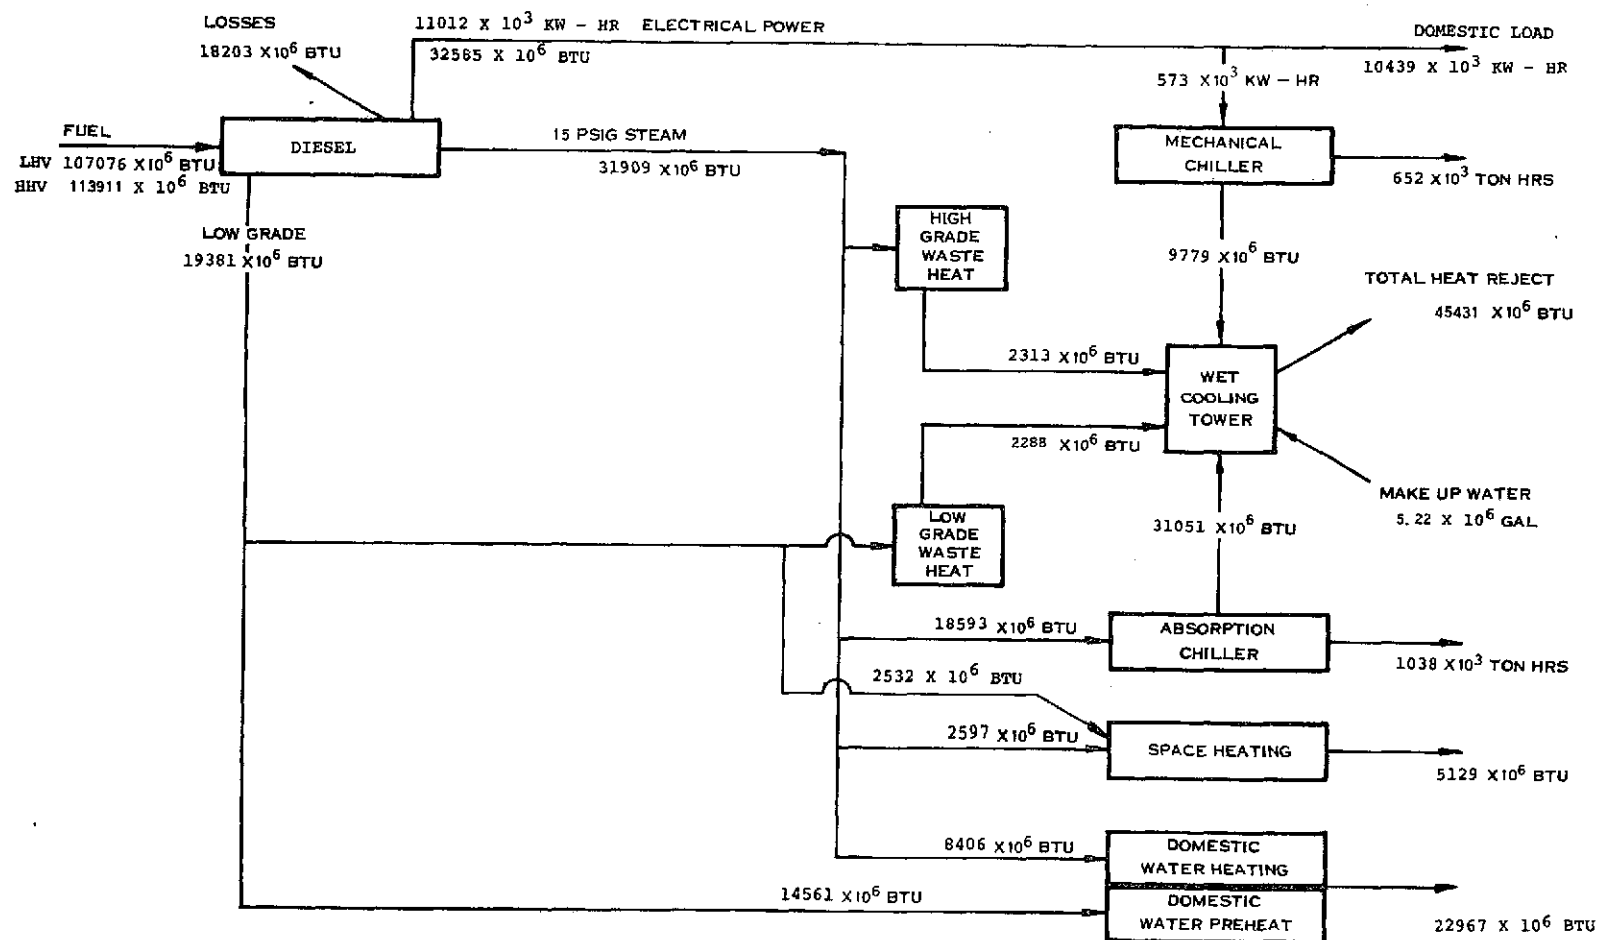 LOSSES
18203 X10⁶ BTU
11012 X 10³ KW - HR ELECTRICAL POWER
32585 X 10⁶ BTU
DOMESTIC LOAD
10439 X 10³ KW - HR
573 X10³ KW - HR
FUEL
LHV 107076 X10⁶ BTU
HHV 113911 X 10⁶ BTU
DIESEL
15 PSIG STEAM
31909 X10⁶ BTU
MECHANICAL
CHILLER
652 X10³ TON HRS
LOW GRADE
19381 X10⁶ BTU
HIGH
GRADE
WASTE
HEAT
9779 X10⁶ BTU
TOTAL HEAT REJECT
45431 X10⁶ BTU
2313 X10⁶ BTU
WET
COOLING
TOWER
2288 X10⁶ BTU
MAKE UP WATER
5.22 X 10⁶ GAL
LOW
GRADE
WASTE
HEAT
31051 X10⁶ BTU
18593 X10⁶ BTU
ABSORPTION
CHILLER
1038 X10³ TON HRS
2532 X 10⁶ BTU
2597 X10⁶ BTU
SPACE HEATING
5129 X10⁶ BTU
8406 X10⁶ BTU
DOMESTIC
WATER HEATING
14561 X10⁶ BTU
DOMESTIC
WATER PREHEAT
22967 X 10⁶ BTU